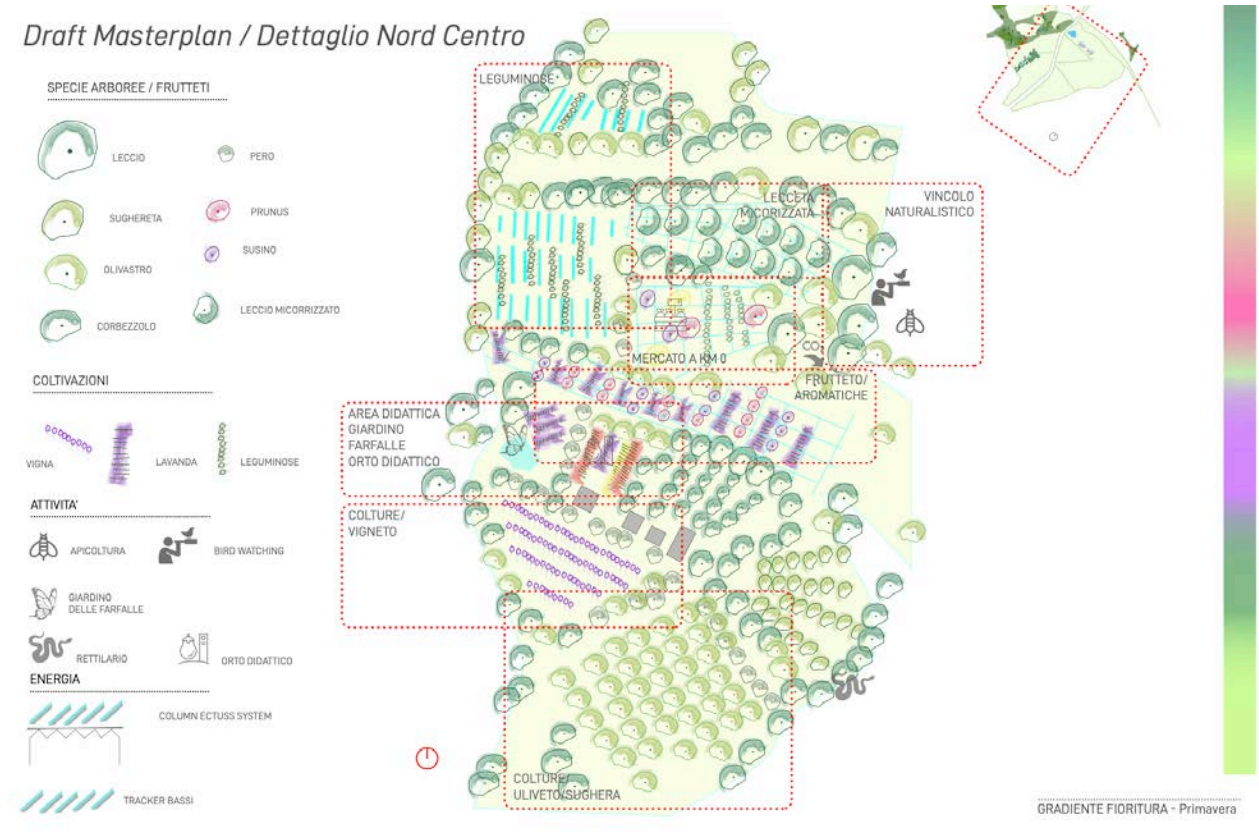 Draft Masterplan / Dettaglio Nord Centro
SPECIE ARBOREE / FRUTTETI
LECCIO
PERO
SUGHERETA
PRUNUS
SUSINO
OLIVASTRO
LECCIO MICORRIZZATO
CORBEZZOLO
COLTIVAZIONI
VIGNA
LAVANDA
LEGUMINOSE
ATTIVITA'
APICOLTURA
BIRD WATCHING
GIARDINO
DELLE FARFALLE
RETTILARIO
ORTO DIDATTICO
ENERGIA
COLUMN ECTUSS SYSTEM
TRACKER BASSI
LEGUMINOSE
LECCETA
MICORIZZATA
VINCOLO
NATURALISTICO
MERCATO A KM 0
CO2
FRUTTETO/
AROMATICHE
AREA DIDATTICA
GIARDINO
FARFALLE
ORTO DIDATTICO
COLTURE/
VIGNETO
COLTURE/
ULIVETO/SUGHERA
GRADIENTE FIORITURA - Primavera